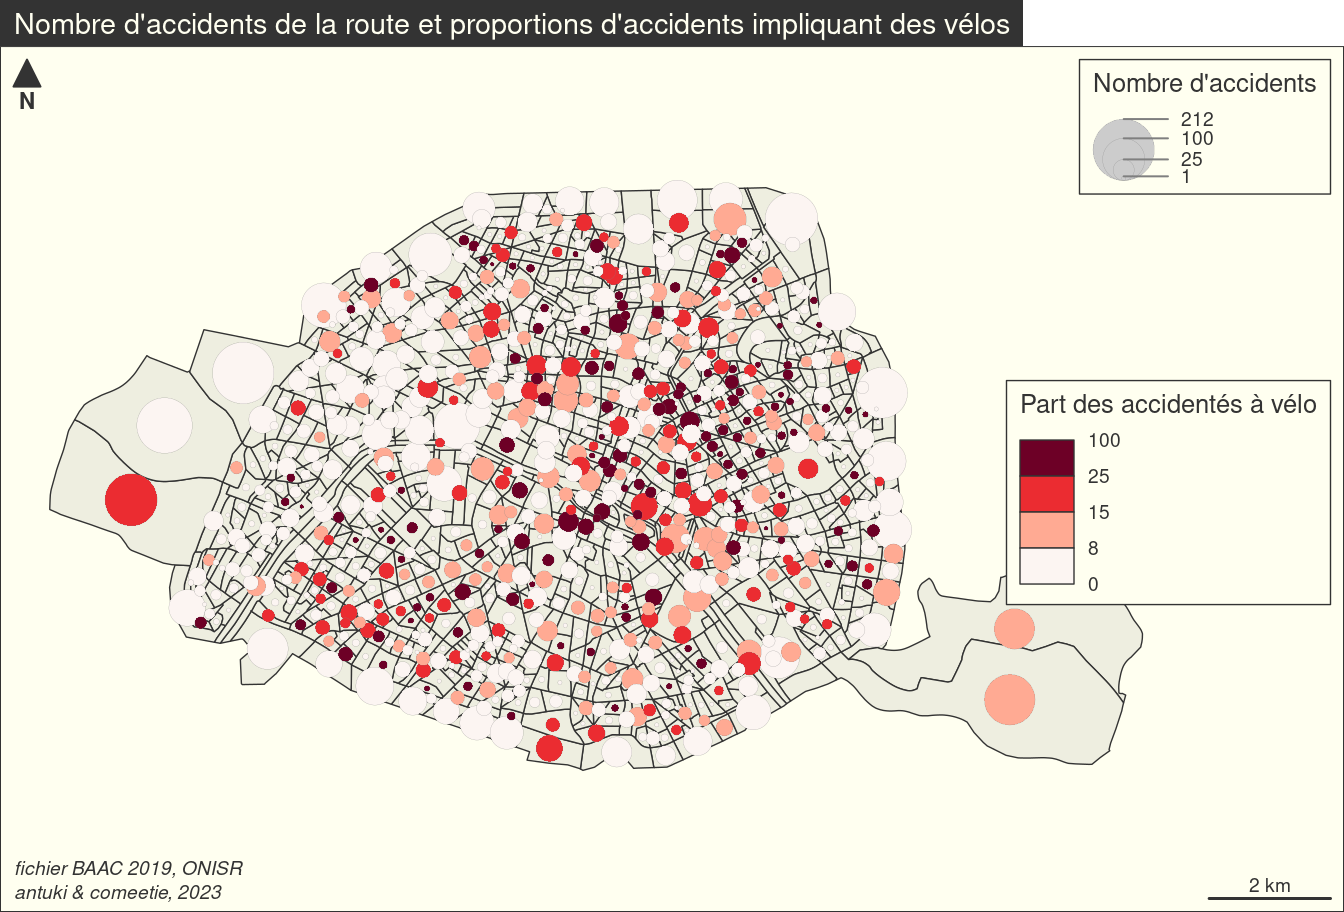 Nombre d'accidents de la route et proportions d'accidents impliquant des vélos
N
Nombre d'accidents
212
100
25
1
Part des accidentés à vélo
100
25
15
8
0
fichier BAAC 2019, ONISR
antuki & comeetie, 2023
2 km